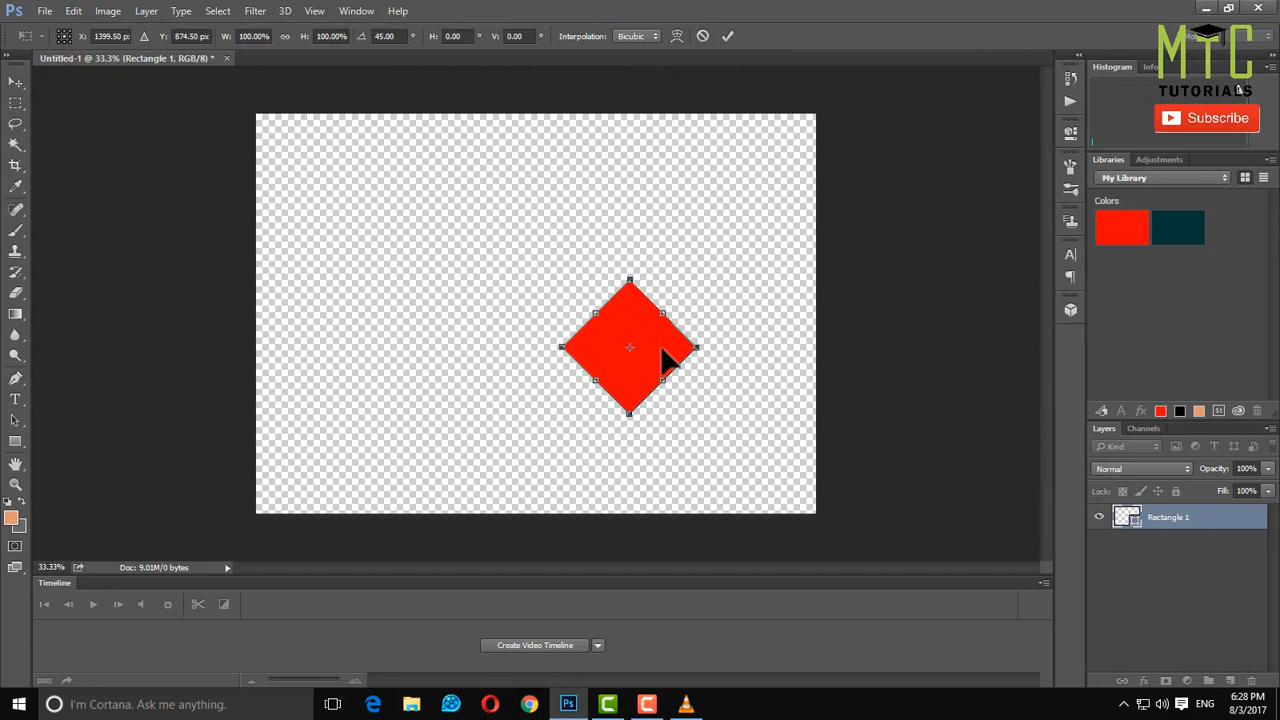 Ps File Edit Image Layer Type Select Filter 3D View Window Help
X: 1399.50 px Y: 874.50 px W: 100.00% H: 100.00% 45.00 ° H: 0.00 ° V: 0.00 ° Interpolation: Bicubic
Untitled-1 @ 33.3% (Rectangle 1, RGB/8) * ×
MTC
TUTORIALS
Subscribe
Histogram Info
Libraries Adjustments
My Library
Colors
Layers Channels
Kind
Normal Opacity: 100%
Lock: Fill: 100%
Rectangle 1
33.33% Doc: 9.01M/0 bytes
Timeline
Create Video Timeline
I'm Cortana. Ask me anything.
ENG
6:28 PM
8/3/2017